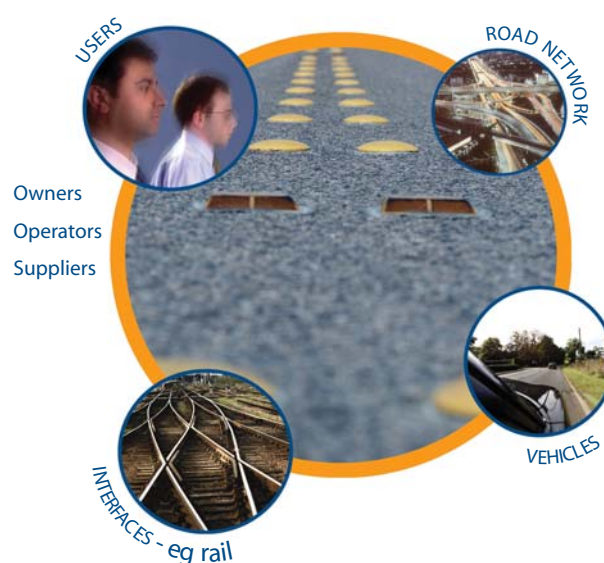 USERS
ROAD NETWORK
Owners
Operators
Suppliers
VEHICLES
INTERFACES - eg rail